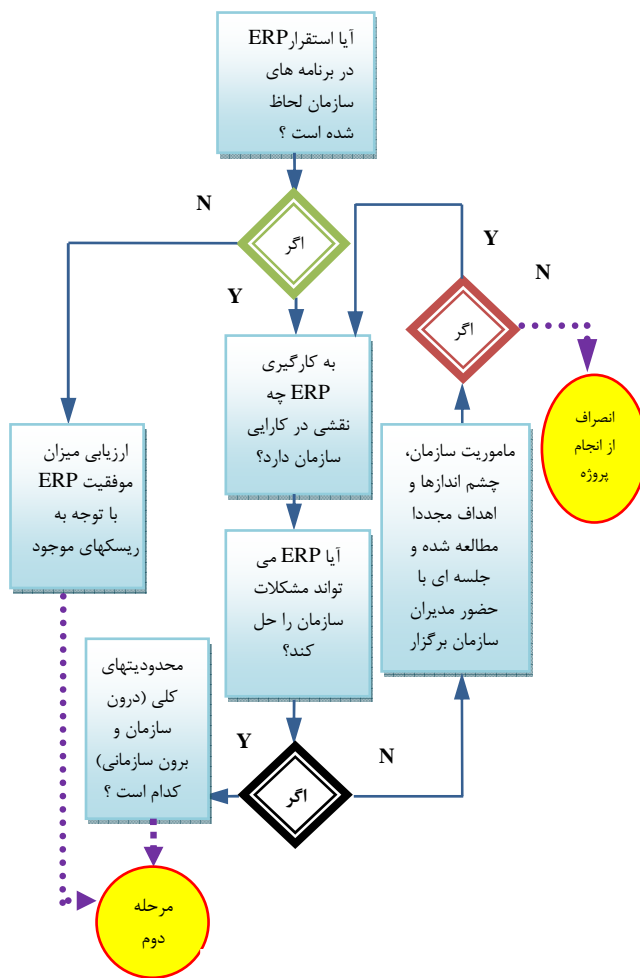 آیا استقرار ERP
در برنامه های
سازمان لحاظ
شده است ؟
N
اگر
Y
Y
N
اگر
به کارگیری
ERP چه
نقشی در کارایی
سازمان دارد؟
انصراف
از انجام
پروژه
ارزیابی میزان
موفقیت ERP
با توجه به
ریسکهای موجود
ماموریت سازمان،
چشم اندازها و
اهداف مجددا
مطالعه شده و
جلسه ای با
حضور مدیران
سازمان برگزار
آیا ERP می
تواند مشکلات
سازمان را حل
کند؟
محدودیتهای
کلی (درون
سازمان و
برون سازمانی)
کدام است ؟
Y
اگر
N
مرحله
دوم